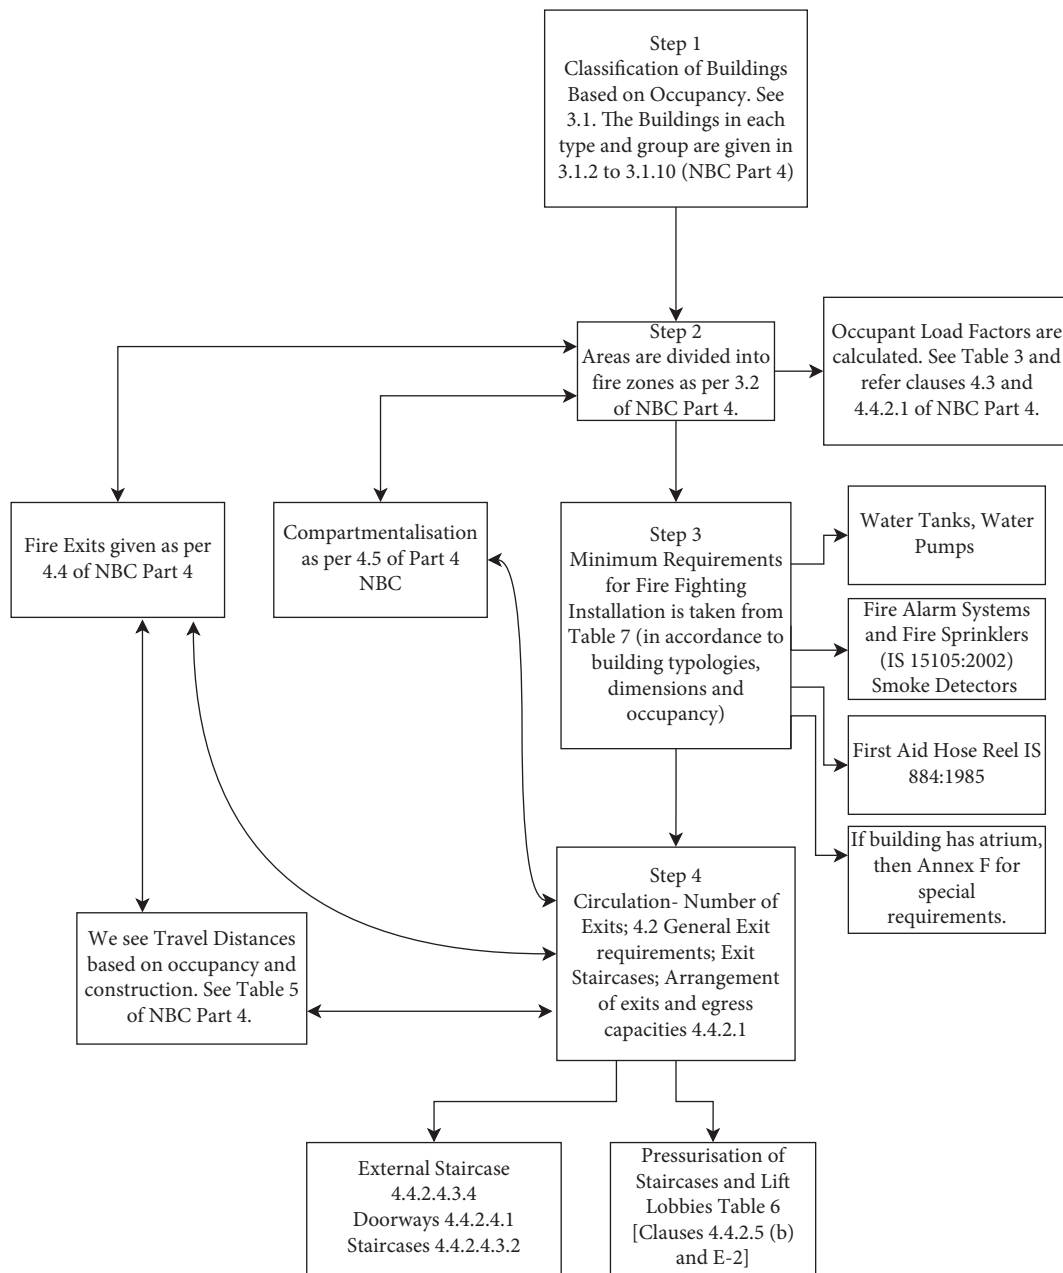 Step 1
Classification of Buildings
Based on Occupancy. See
3.1. The Buildings in each
type and group are given in
3.1.2 to 3.1.10 (NBC Part 4)
Step 2
Areas are divided into
fire zones as per 3.2
of NBC Part 4.
Occupant Load Factors are
calculated. See Table 3 and
refer clauses 4.3 and
4.4.2.1 of NBC Part 4.
Fire Exits given as per
4.4 of NBC Part 4
Compartmentalisation
as per 4.5 of Part 4
NBC
Step 3
Minimum Requirements
for Fire Fighting
Installation is taken from
Table 7 (in accordance to
building typologies,
dimensions and
occupancy)
Water Tanks, Water
Pumps
Fire Alarm Systems
and Fire Sprinklers
(IS 15105:2002)
Smoke Detectors
First Aid Hose Reel IS
884:1985
If building has atrium,
then Annex F for
special
requirements.
We see Travel Distances
based on occupancy and
construction. See Table 5
of NBC Part 4.
Step 4
Circulation- Number of
Exits; 4.2 General Exit
requirements; Exit
Staircases; Arrangement
of exits and egress
capacities 4.4.2.1
External Staircase
4.4.2.4.3.4
Doorways 4.4.2.4.1
Staircases 4.4.2.4.3.2
Pressurisation of
Staircases and Lift
Lobbies Table 6
[Clauses 4.4.2.5 (b)
and E-2]